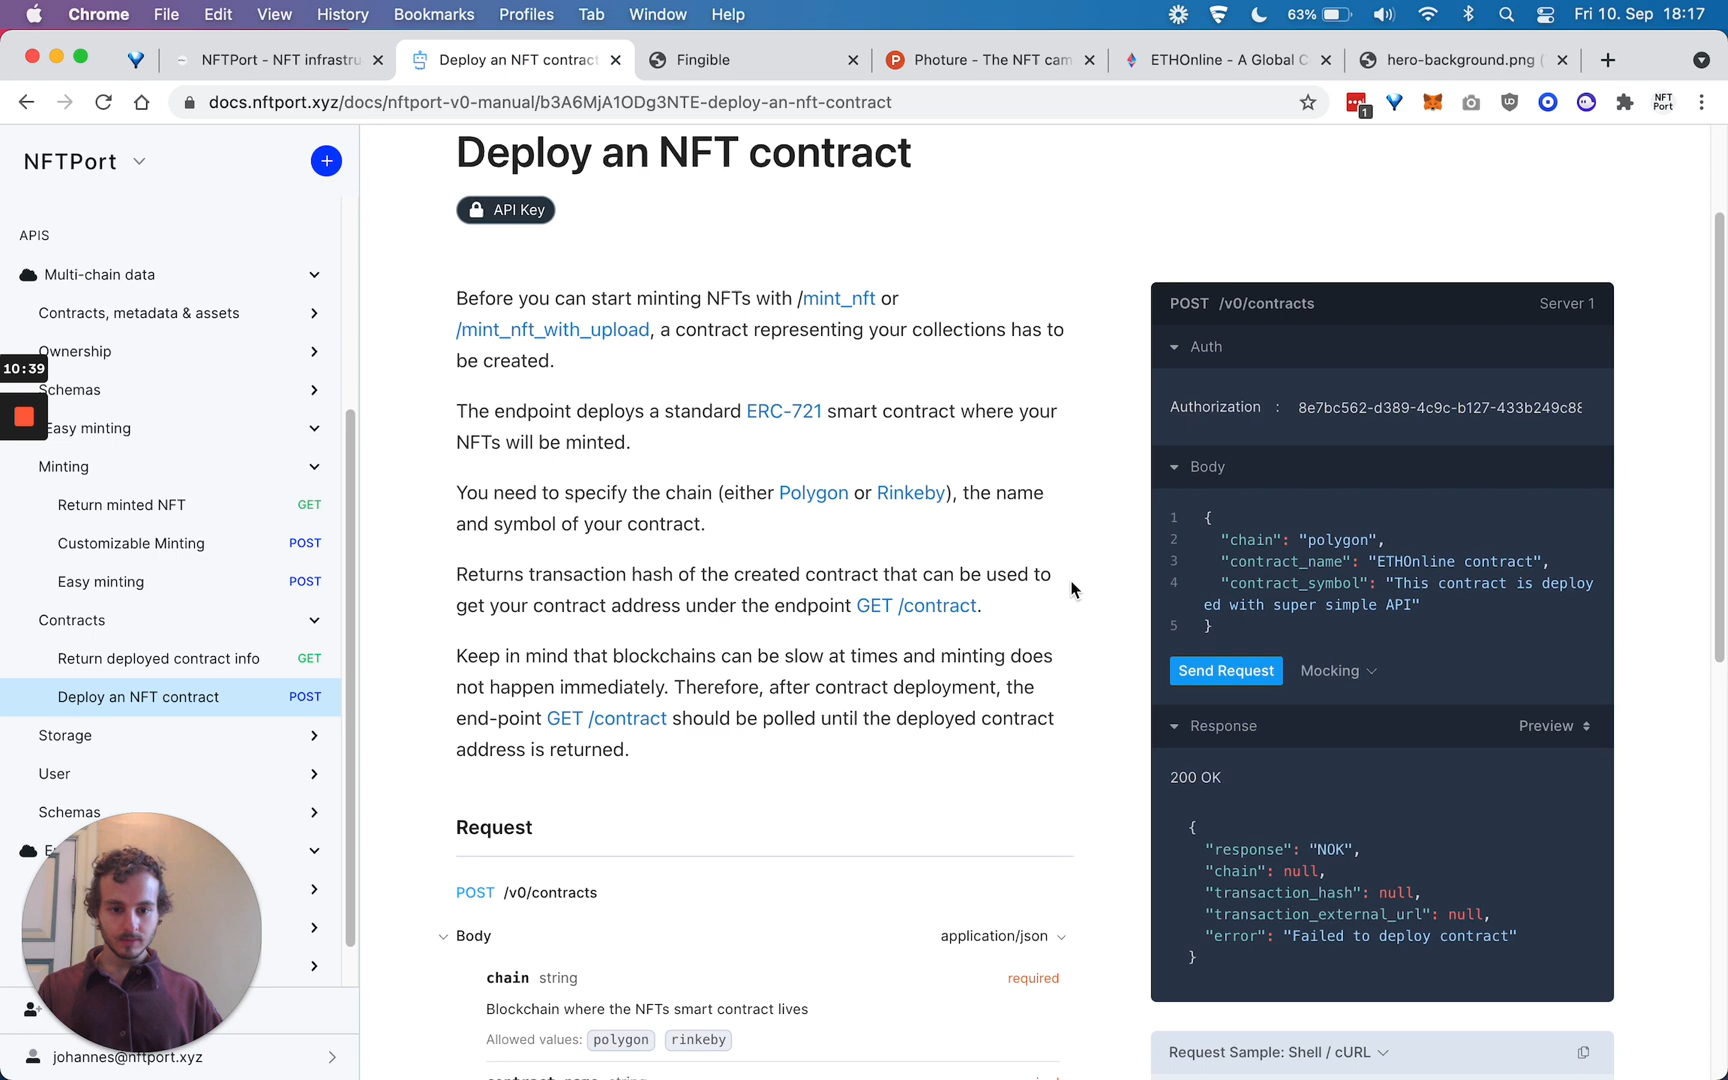 Chrome File Edit View History Bookmarks Profiles Tab Window Help 63% Fri 10. Sep 18:17
NFTPort - NFT infrastru Deploy an NFT contract Fingible Photure - The NFT cam ETHOnline - A Global C hero-background.png (
docs.nftport.xyz/docs/nftport-v0-manual/b3A6MjA1ODg3NTE-deploy-an-nft-contract 1 NFT Port
NFTPort
APIS
Multi-chain data
Contracts, metadata & assets
Ownership
10:39
Schemas
Easy minting
Minting
Return minted NFT GET
Customizable Minting POST
Easy minting POST
Contracts
Return deployed contract info GET
Deploy an NFT contract POST
Storage
User
Schemas
johannes@nftport.xyz
Deploy an NFT contract
API Key
Before you can start minting NFTs with /mint_nft or
/mint_nft_with_upload, a contract representing your collections has to
be created.
The endpoint deploys a standard ERC-721 smart contract where your
NFTs will be minted.
You need to specify the chain (either Polygon or Rinkeby), the name
and symbol of your contract.
Returns transaction hash of the created contract that can be used to
get your contract address under the endpoint GET /contract.
Keep in mind that blockchains can be slow at times and minting does
not happen immediately. Therefore, after contract deployment, the
end-point GET /contract should be polled until the deployed contract
address is returned.
Request
POST /v0/contracts
Body application/json
chain string required
Blockchain where the NFTs smart contract lives
Allowed values: polygon rinkeby
POST /v0/contracts Server 1
Auth
Authorization : 8e7bc562-d389-4c9c-b127-433b249c88
Body
1 {
2 "chain": "polygon",
3 "contract_name": "ETHOnline contract",
4 "contract_symbol": "This contract is deploy
ed with super simple API"
5 }
Send Request Mocking
Response Preview
200 OK
{
"response": "NOK",
"chain": null,
"transaction_hash": null,
"transaction_external_url": null,
"error": "Failed to deploy contract"
}
Request Sample: Shell / cURL